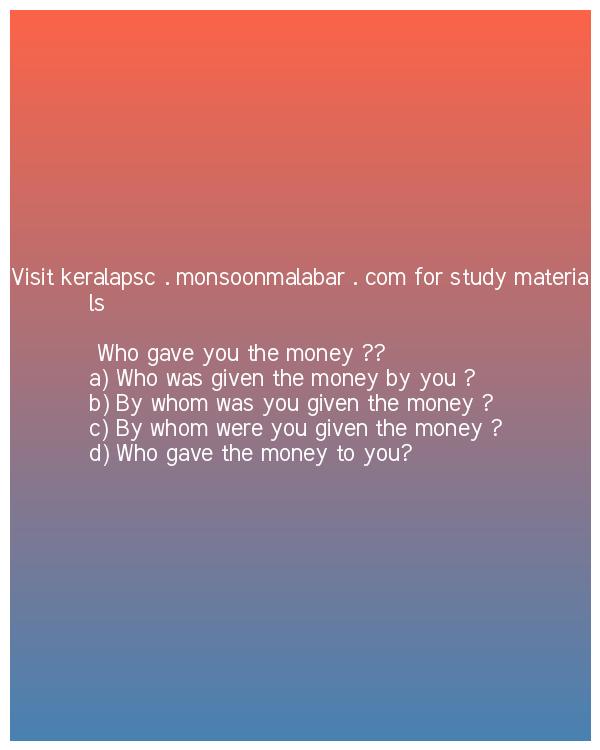 Visit keralapsc . monsoonmalabar . com for study materia
ls
Who gave you the money ??
a) Who was given the money by you ?
b) By whom was you given the money ?
c) By whom were you given the money ?
d) Who gave the money to you?